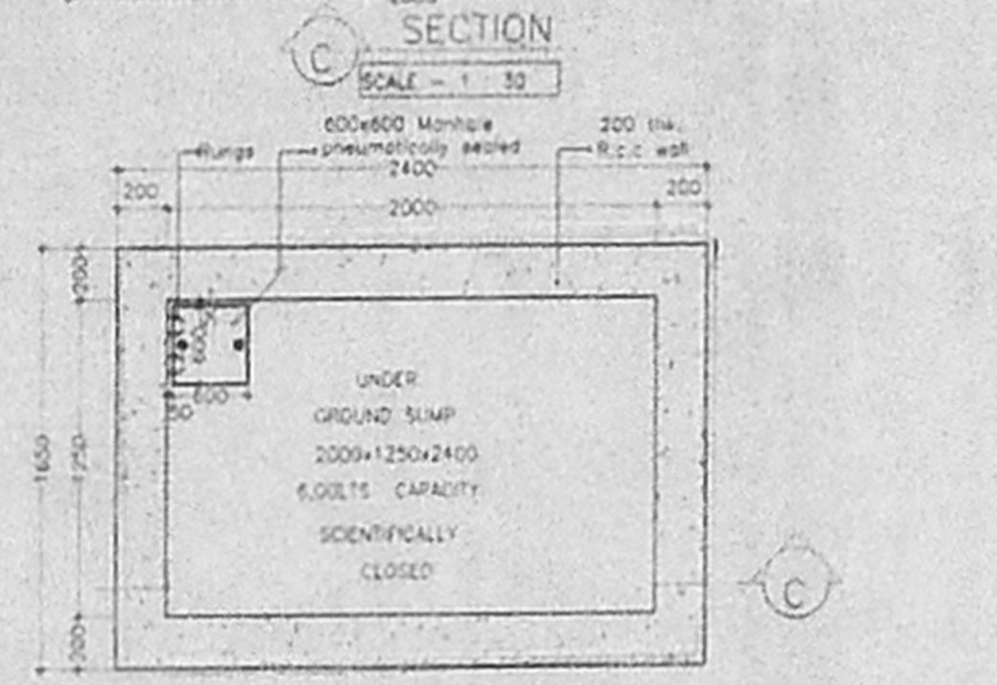 SECTION
C
SCALE - 1 : 30
600x600 Manhole
pneumatically sealed
200 thk.
R.c.c wall
Rungs
2400
200
200
2000
200
600
600
50
UNDER
GROUND SUMP
2000x1250x2400
CAPACITY
SCIENTIFICALLY
CLOSED
1650
1250
200
C